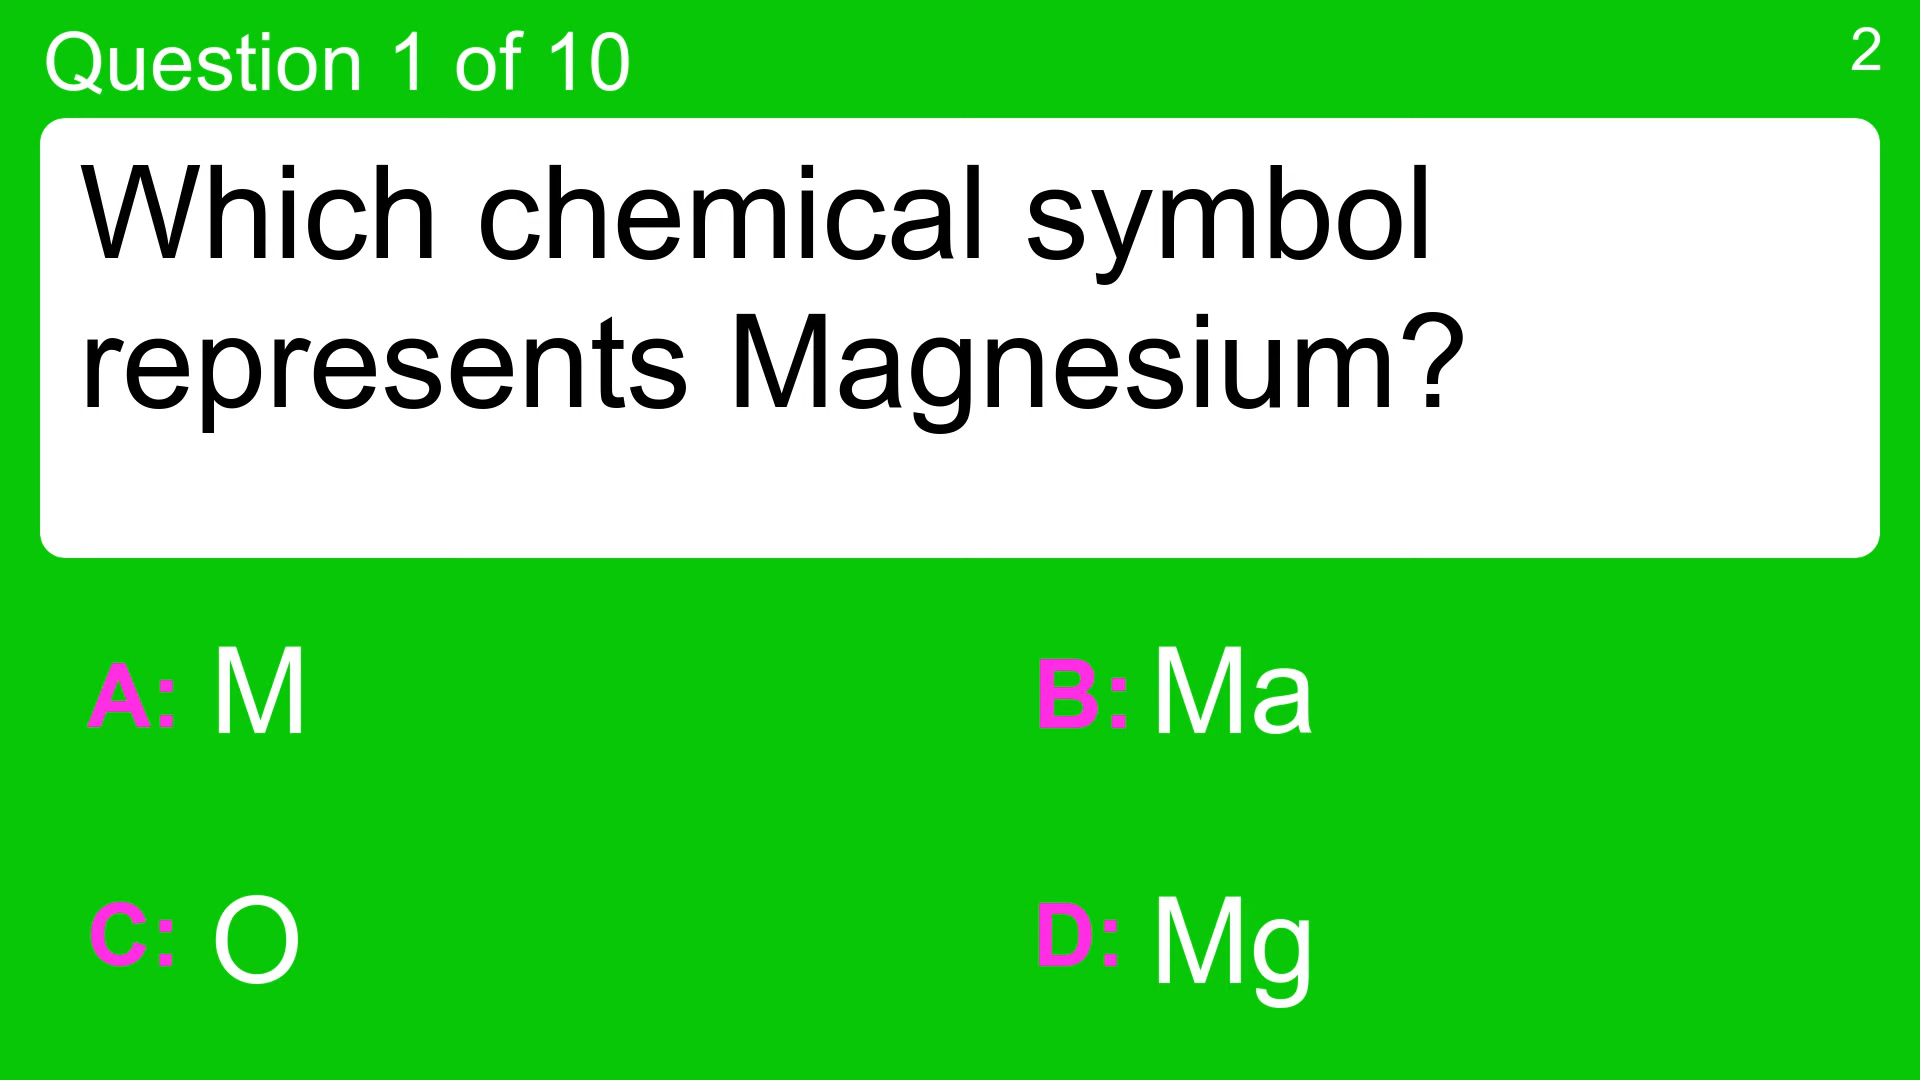 Question 1 of 10
2
Which chemical symbol
represents Magnesium?
A: M
B: Ma
C: O
D: Mg